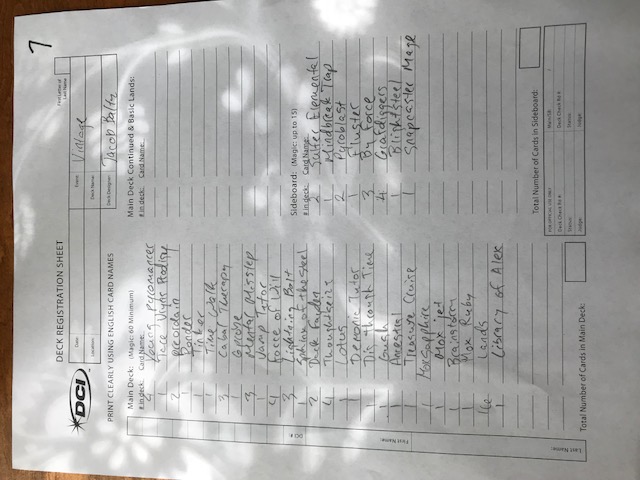 7
DCI
DECK REGISTRATION SHEET
First Letter of
Last Name
Date:
Event: Vintage
Location:
Deck Name:
PRINT CLEARLY USING ENGLISH CARD NAMES
Deck Designer: Jacob Baltz
Main Deck: (Magic: 60 Minimum)
# in deck: Card Name:
4 Young pyromancer
1 Jace Vryns Prodigy
2 preordain
1 Ponder
1 Tinker
1 Time Walk
3 Cabal Therapy
1 Gprobe
3 Mental Misstep
1 Vamp Tutor
4 Force of Will
3 Lightning Bolt
1 Sphinx of the steel
2 Dack Fayden
4 Thoughtseize
1 Lotus
1 Demonic Tutor
1 Dig through Time
1 Gush
1 Ancestral
1 Treasure Cruise
1 Mox Sapphire
1 Mox jet
1 Brainstorm
1 Mox Ruby
16 Lands
1 Library of Alex
Total Number of Cards in Main Deck:
Main Deck Continued & Basic Lands:
# in deck: Card Name:
Sideboard: (Magic: up to 15)
# in deck: Card Name:
2 Sulfer Elemental
1 Mindbreak Trap
2 Pyroblast
1 Fluster
3 By Force
4 Grafdiggers
1 Blightsteel
1 Snapcaster Mage
Total Number of Cards in Sideboard:
FOR OFFICIAL USE ONLY
Main/SB: /
Deck Check Rd #:
Deck Check Rd #:
Status:
Status:
Judge:
Judge:
DCI #:
First Name:
Last Name: